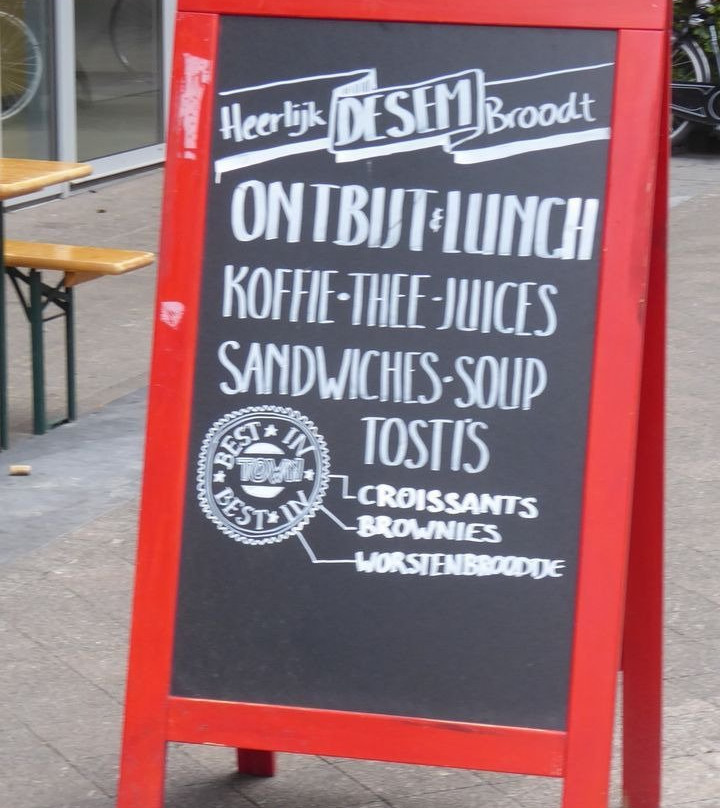 Heerlijk DESEM Broodt
ONTBIJT & LUNCH
KOFFIE • THEE - JUICES
SANDWICHES - SOUP
TOSTI'S
BEST ★ IN
TOWN
BEST ★ IN
CROISSANTS
BROWNIES
WORSTENBROODJE